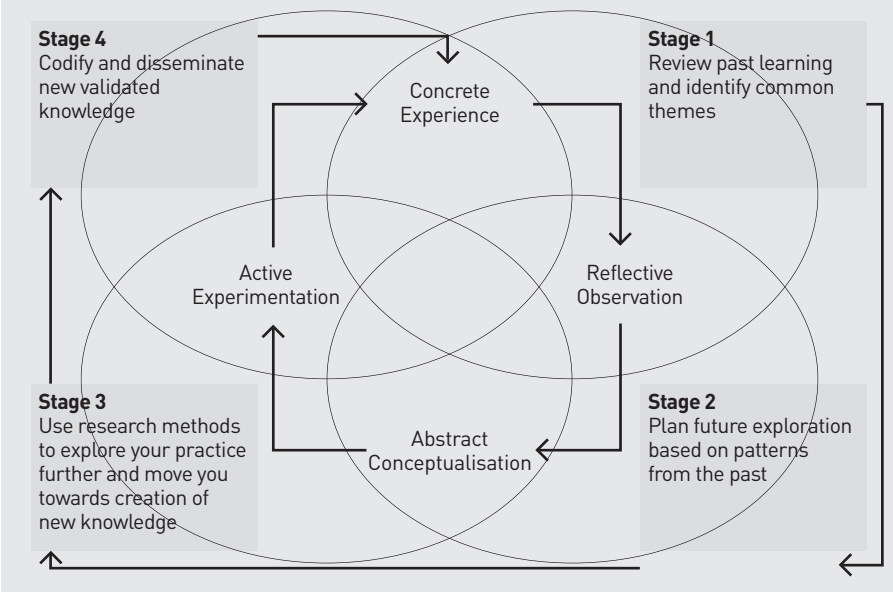 Stage 4
Codify and disseminate
new validated
knowledge
Concrete
Experience
Stage 1
Review past learning
and identify common
themes
Active
Experimentation
Reflective
Observation
Stage 3
Use research methods
to explore your practice
further and move you
towards creation of
new knowledge
Abstract
Conceptualisation
Stage 2
Plan future exploration
based on patterns
from the past